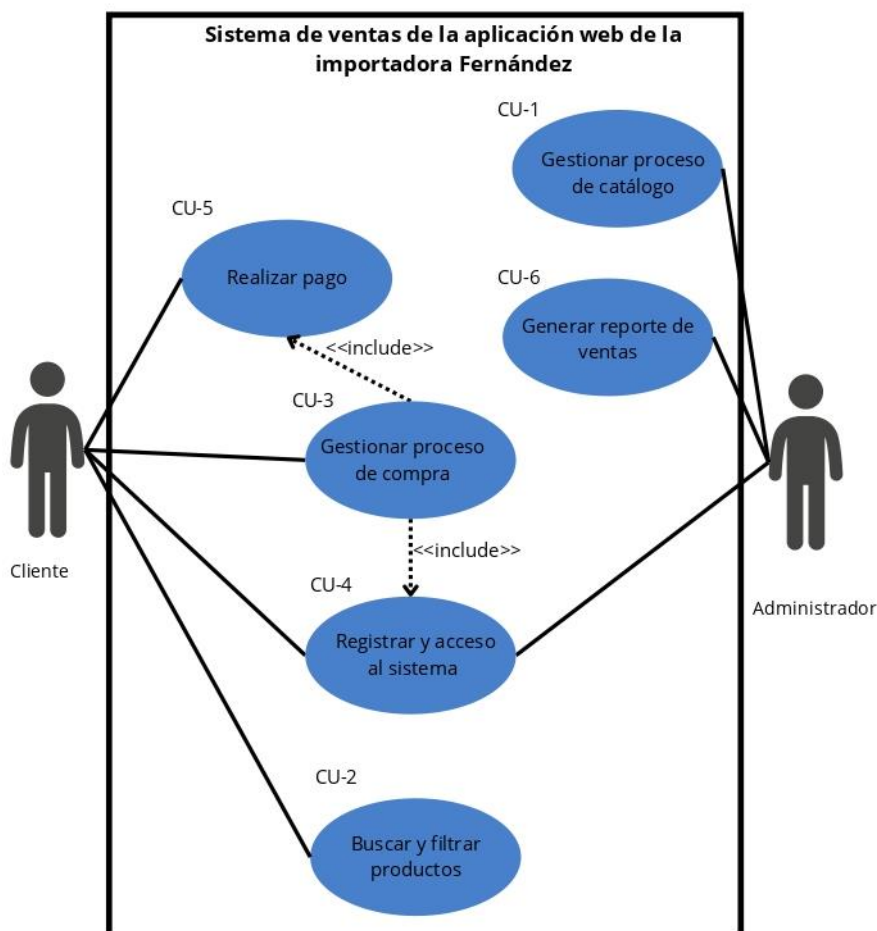 Sistema de ventas de la aplicación web de la
importadora Fernández
CU-1
Gestionar proceso
de catálogo
CU-5
Realizar pago
CU-6
Generar reporte de
ventas
<<include>>
CU-3
Gestionar proceso
de compra
<<include>>
CU-4
Registrar y acceso
al sistema
Cliente
Administrador
CU-2
Buscar y filtrar
productos